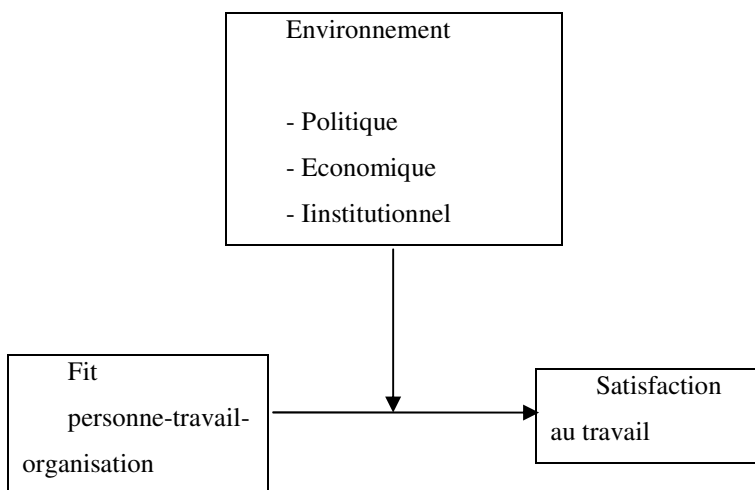 Environnement
- Politique
- Economique
- Iinstitutionnel
Fit
personne-travail-
organisation
Satisfaction
au travail